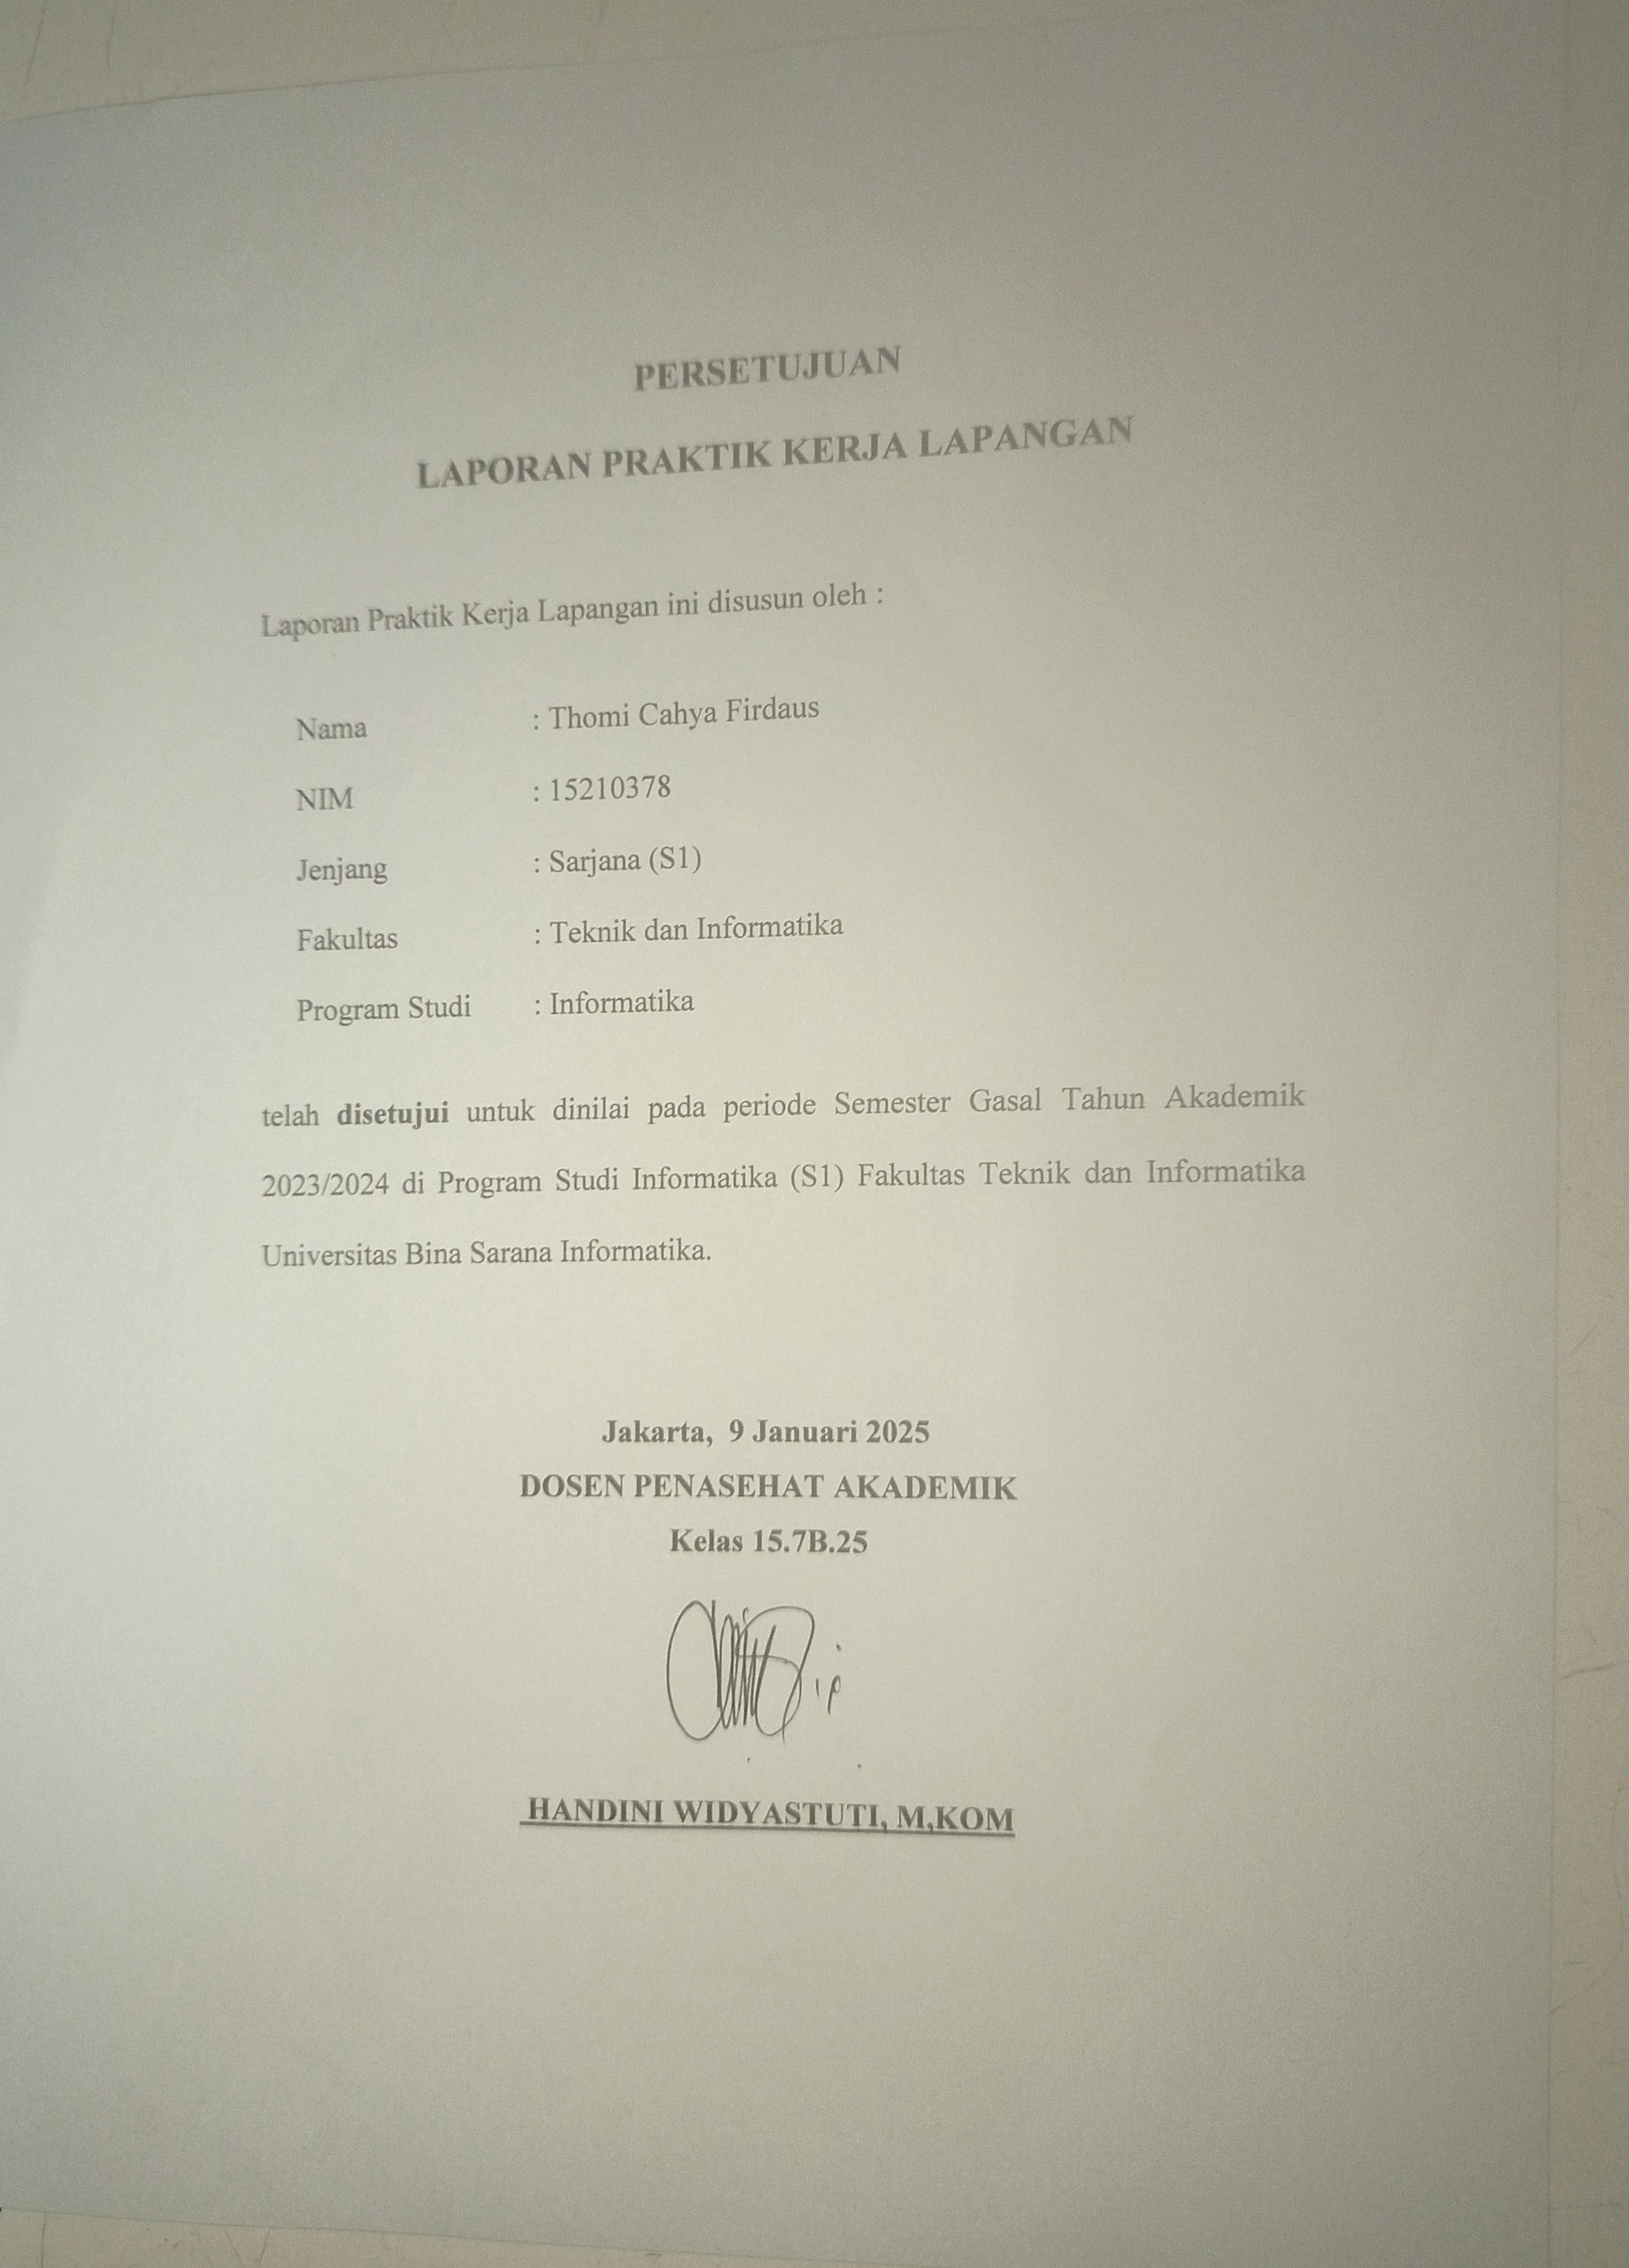 PERSETUJUAN
LAPORAN PRAKTIK KERJA LAPANGAN
Laporan Praktik Kerja Lapangan ini disusun oleh :
Nama : Thomi Cahya Firdaus
NIM : 15210378
Jenjang : Sarjana (S1)
Fakultas : Teknik dan Informatika
Program Studi : Informatika
telah disetujui untuk dinilai pada periode Semester Gasal Tahun Akademik
2023/2024 di Program Studi Informatika (S1) Fakultas Teknik dan Informatika
Universitas Bina Sarana Informatika.
Jakarta, 9 Januari 2025
DOSEN PENASEHAT AKADEMIK
Kelas 15.7B.25
HANDINI WIDYASTUTI, M,KOM